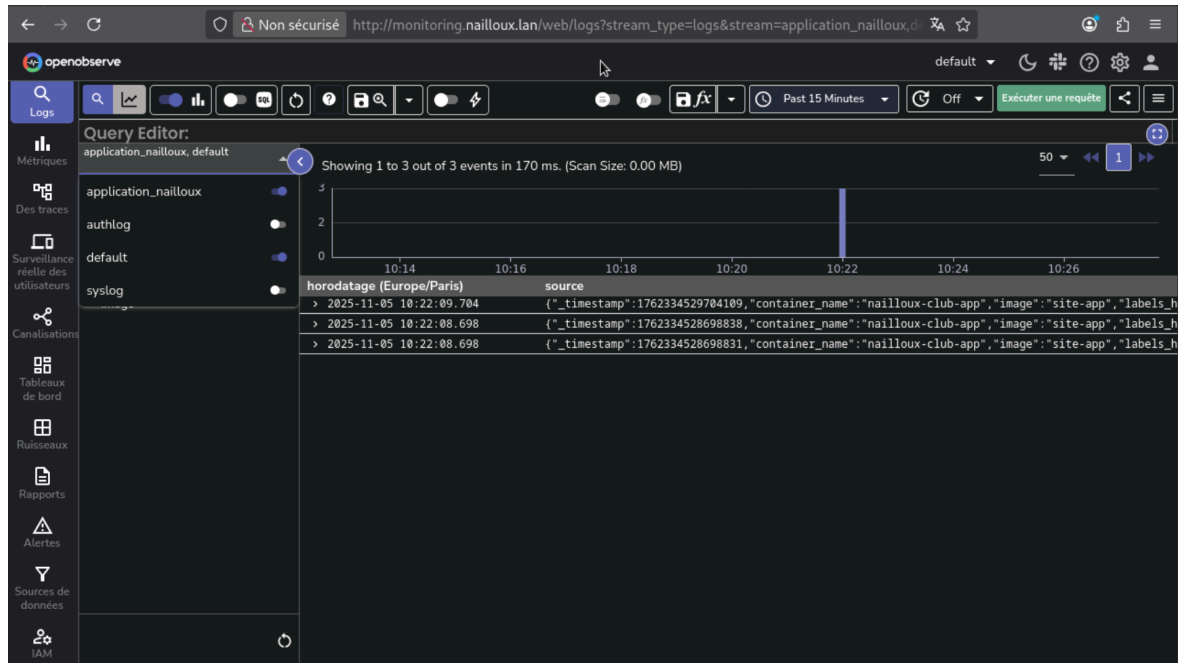 Non sécurisé http://monitoring.nailloux.lan/web/logs?stream_type=logs&stream=application_nailloux,d
openobserve
default
Logs
SQL
fx
Past 15 Minutes
Off
Exécuter une requête
Query Editor:
application_nailloux, default
Showing 1 to 3 out of 3 events in 170 ms. (Scan Size: 0.00 MB)
50
1
Métriques
application_nailloux
authlog
default
syslog
3
2
0
10:14 10:16 10:18 10:20 10:22 10:24 10:26
horodatage (Europe/Paris) source
2025-11-05 10:22:09.704 {"_timestamp":1762334529704109,"container_name":"nailloux-club-app","image":"site-app","labels_h
2025-11-05 10:22:08.698 {"_timestamp":1762334528698838,"container_name":"nailloux-club-app","image":"site-app","labels_h
2025-11-05 10:22:08.698 {"_timestamp":1762334528698831,"container_name":"nailloux-club-app","image":"site-app","labels_h
Des traces
Surveillance
réelle des
utilisateurs
Canalisations
Tableaux
de bord
Ruisseaux
Rapports
Alertes
Sources de
données
IAM